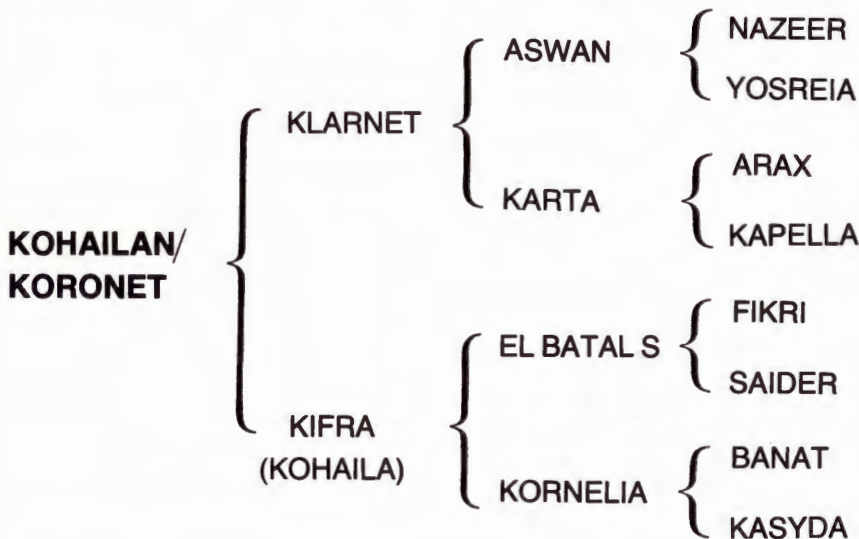 NAZEER
ASWAN
YOSREIA
KLARNET
ARAX
KARTA
KAPELLA
KOHAILAN/
KORONET
FIKRI
EL BATAL S
SAIDER
KIFRA
(KOHAILA)
BANAT
KORNELIA
KASYDA